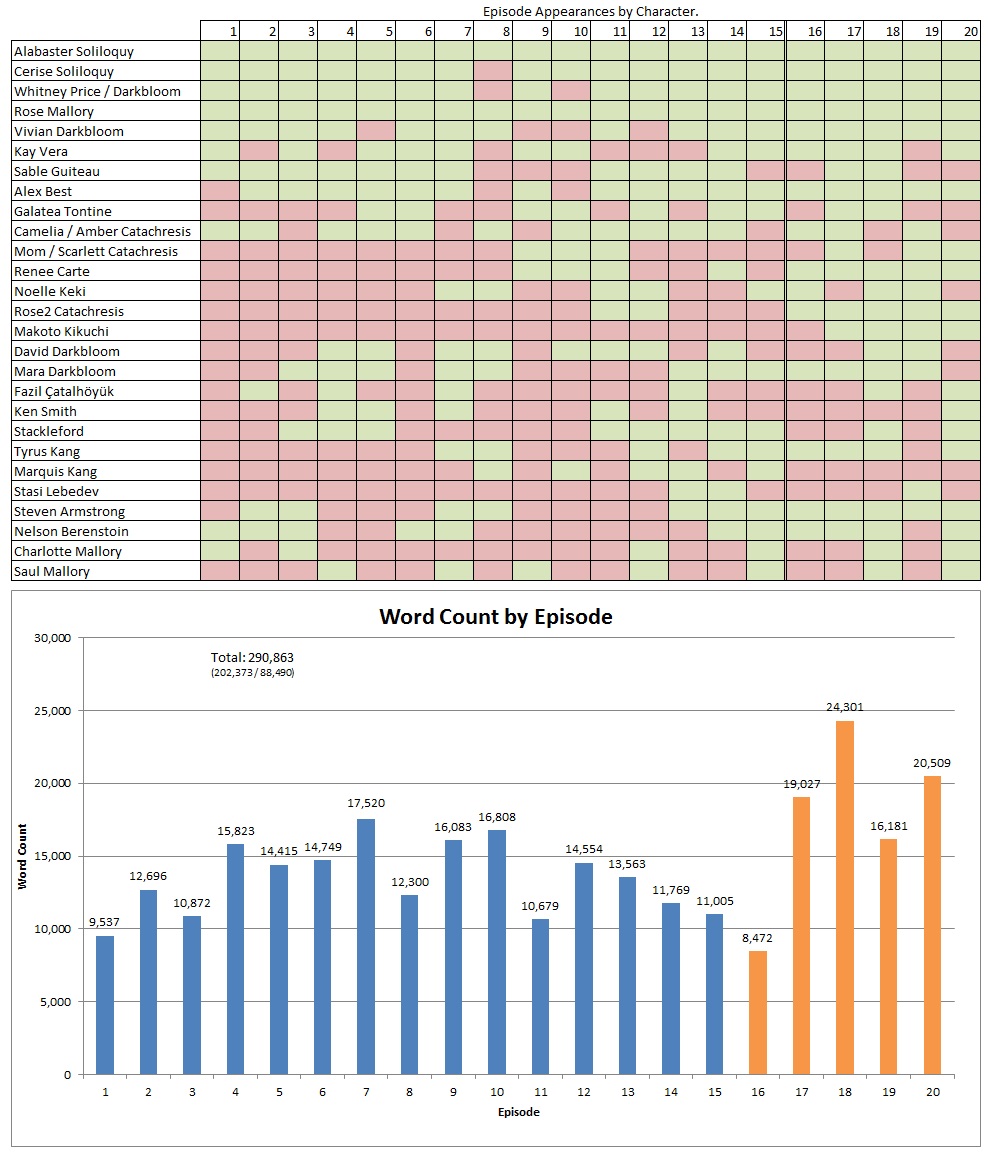 Episode Appearances by Character.
1 2 3 4 5 6 7 8 9 10 11 12 13 14 15 16 17 18 19 20
Alabaster Soliloquy
Cerise Soliloquy
Whitney Price / Darkbloom
Rose Mallory
Vivian Darkbloom
Kay Vera
Sable Guiteau
Alex Best
Galatea Tontine
Camelia / Amber Catachresis
Mom / Scarlett Catachresis
Renee Carte
Noelle Keki
Rose2 Catachresis
Makoto Kikuchi
David Darkbloom
Mara Darkbloom
Fazil Çatalhöyük
Ken Smith
Stackleford
Tyrus Kang
Marquis Kang
Stasi Lebedev
Steven Armstrong
Nelson Berenstoin
Charlotte Mallory
Saul Mallory
Word Count by Episode
30,000
Total: 290,863
(202,373/88,490)
25,000
24,301
20,509
20,000
19,027
17,520
16,808
16,083
16,181
15,823
14,749
14,415
15,000
14,554
13,563
12,696
12,300
11,769
11,005
10,872
10,679
10,000
9,537
8,472
5,000
0
Word Count
1 2 3 4 5 6 7 8 9 10 11 12 13 14 15 16 17 18 19 20
Episode